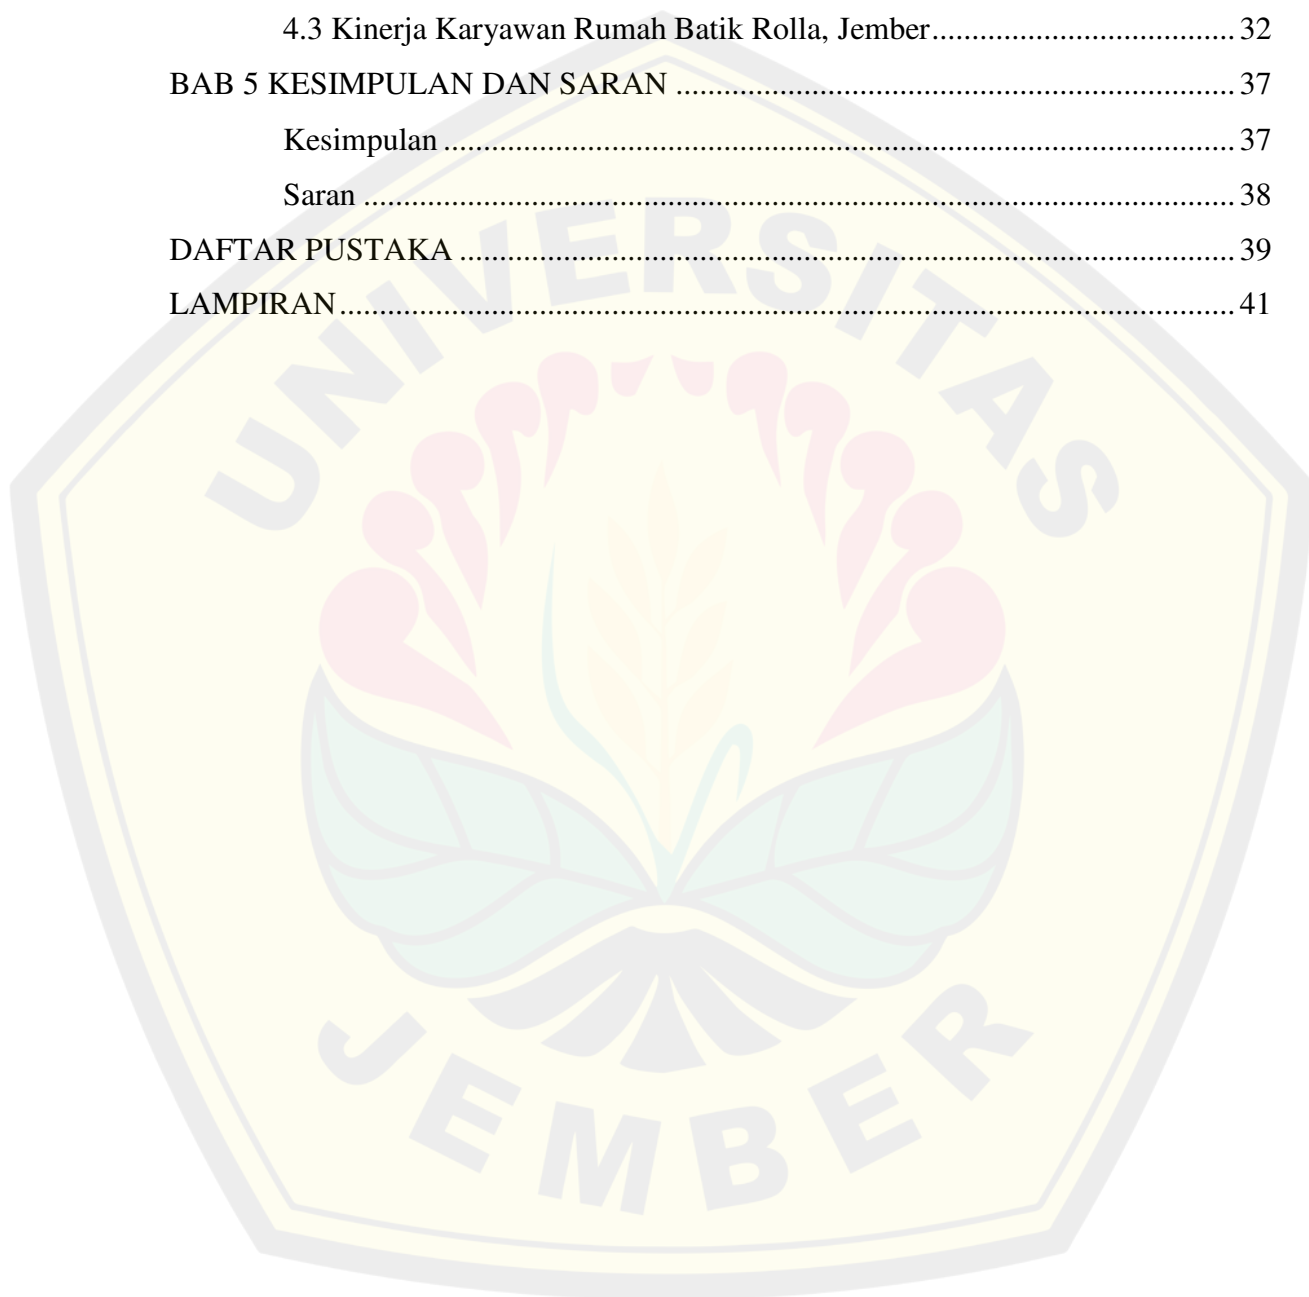 4.3 Kinerja Karyawan Rumah Batik Rolla, Jember...................................... 32
BAB 5 KESIMPULAN DAN SARAN ...................................................................... 37
Kesimpulan ................................................................................................... 37
Saran ............................................................................................................. 38
DAFTAR PUSTAKA ................................................................................................. 39
LAMPIRAN................................................................................................................ 41
UNIVERSITAS
JEMBER